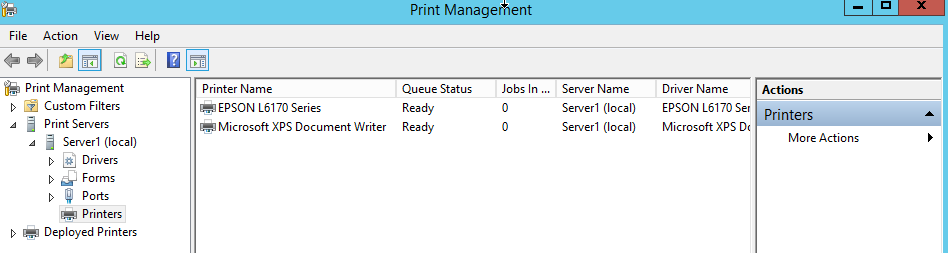 Print Management
File Action View Help
Print Management
Custom Filters
Print Servers
Server1 (local)
Drivers
Forms
Ports
Printers
Deployed Printers
Printer Name Queue Status Jobs In ... Server Name Driver Name
EPSON L6170 Series Ready 0 Server1 (local) EPSON L6170 Ser
Microsoft XPS Document Writer Ready 0 Server1 (local) Microsoft XPS Do
Actions
Printers
More Actions